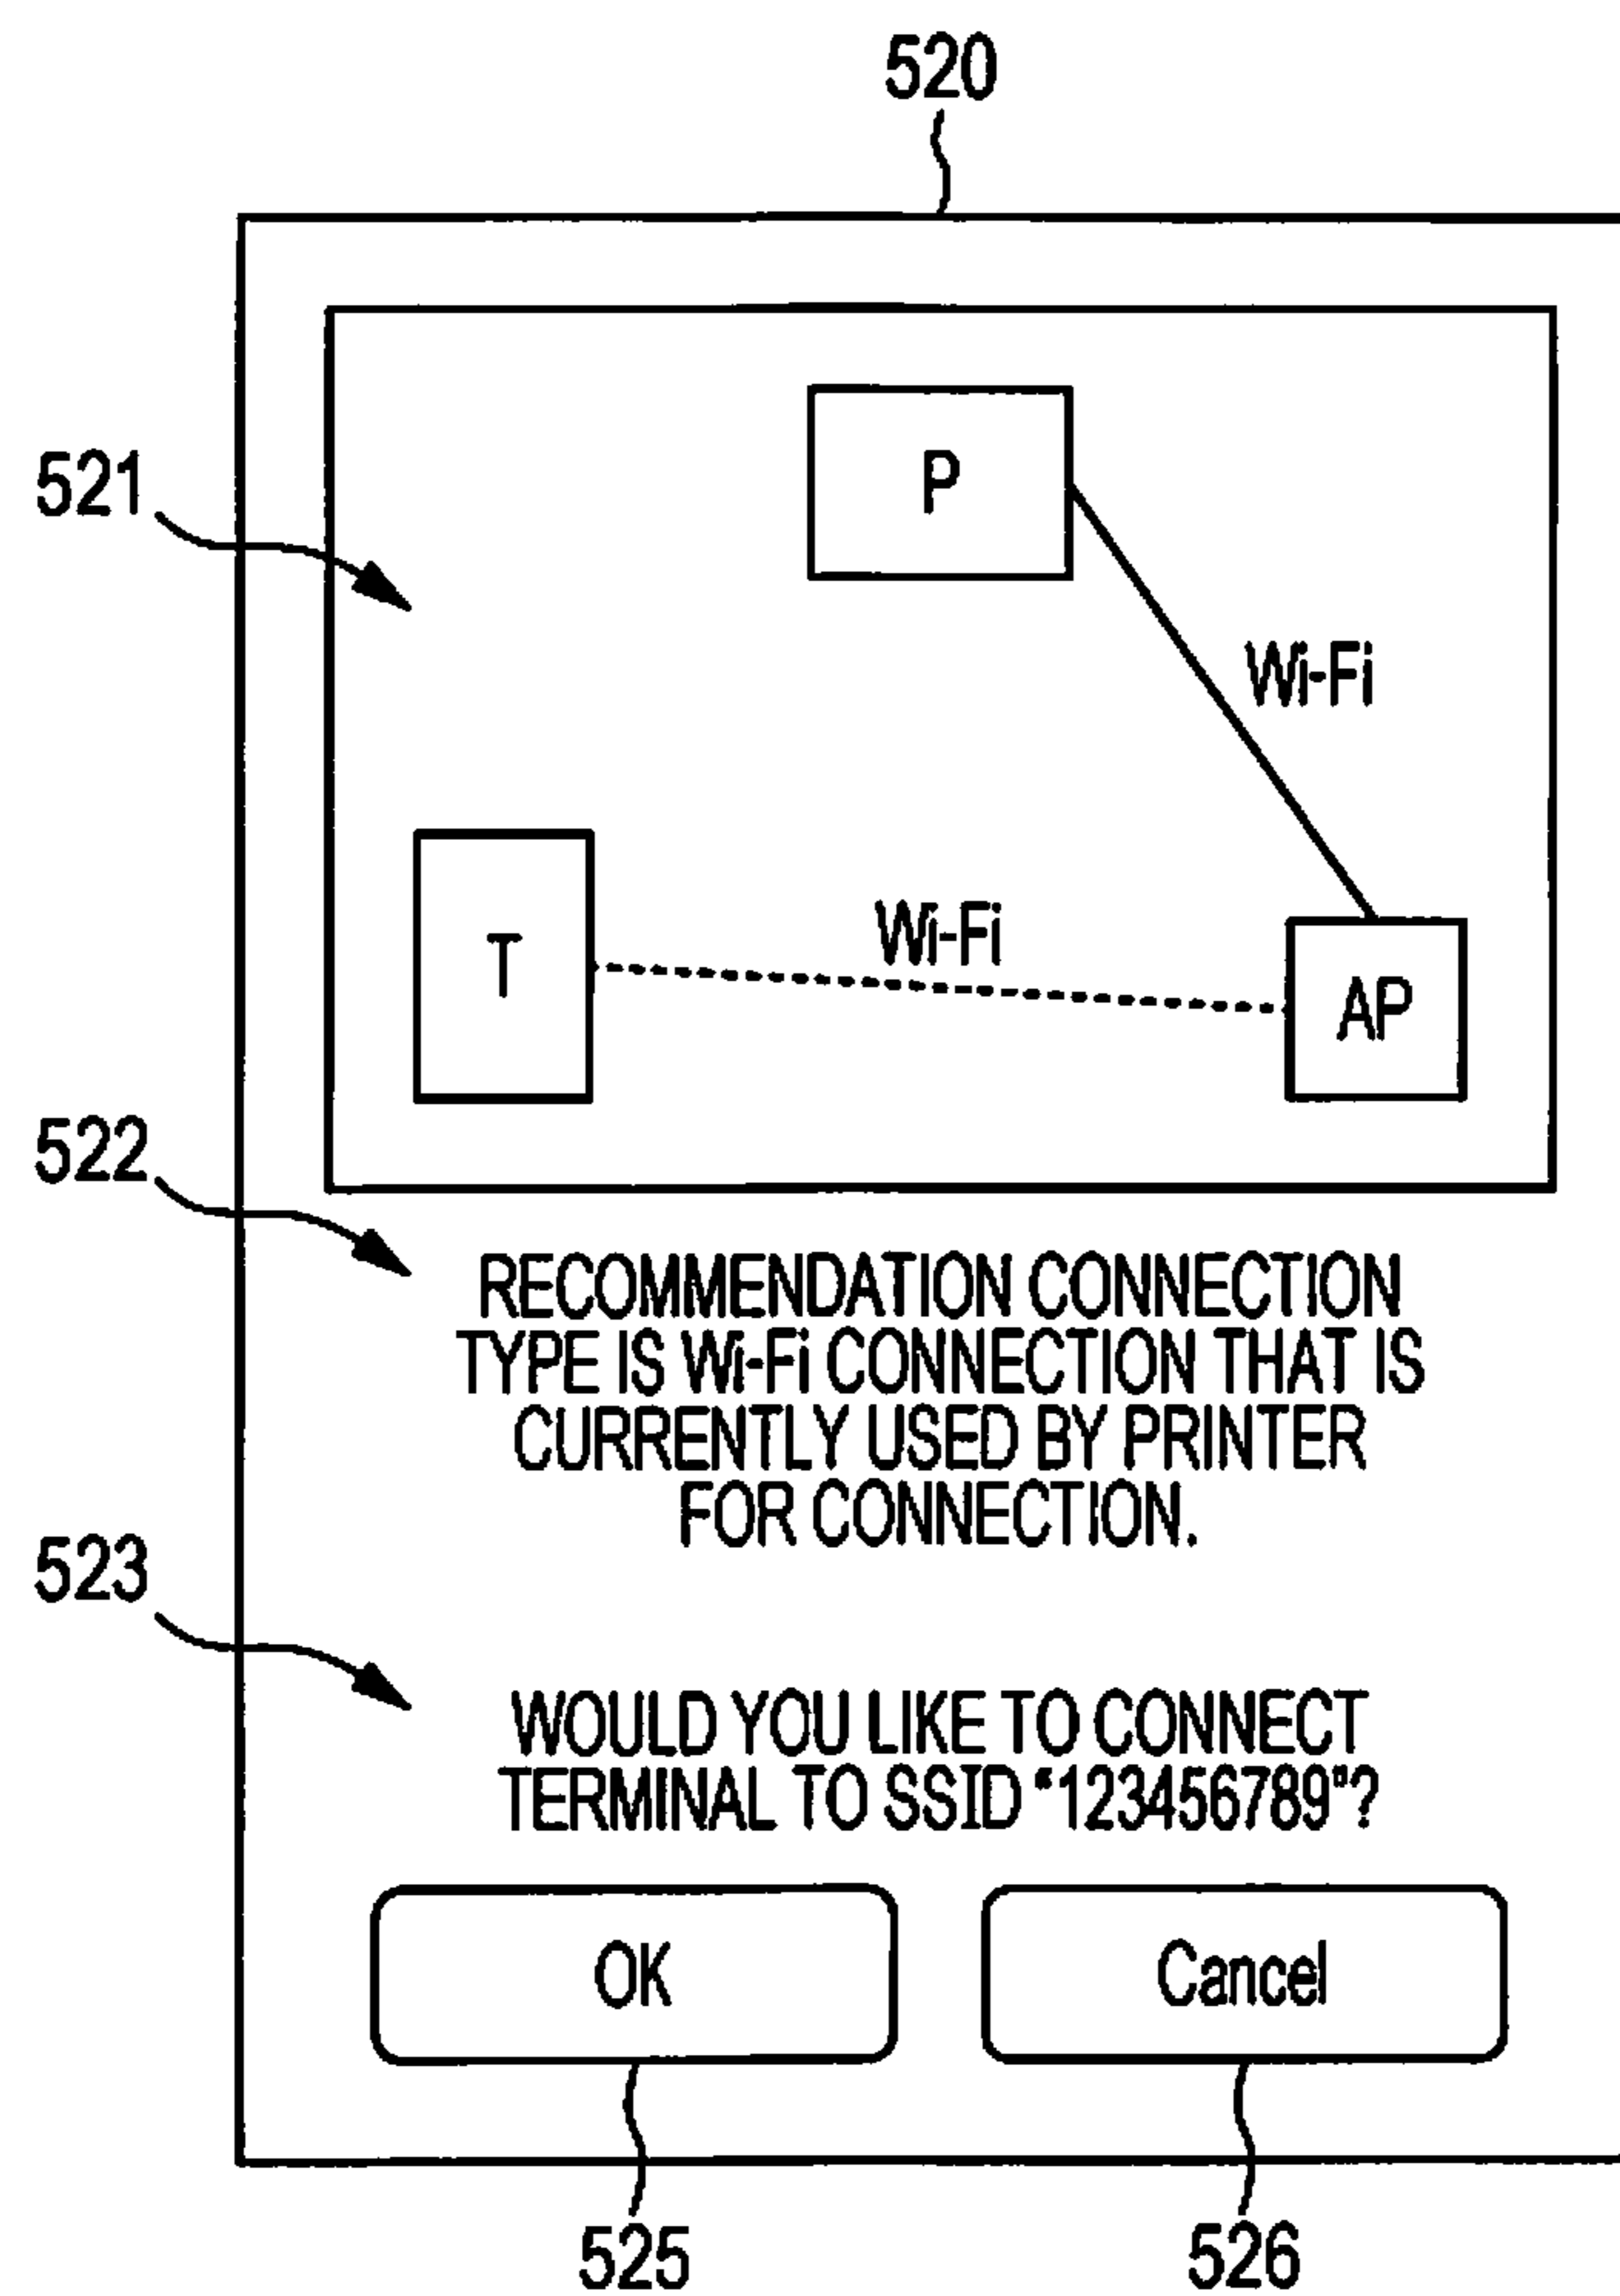 520
521
P
Wi-Fi
Wi-Fi
T
AP
522
RECOMMENDATION CONNECTION
TYPE IS Wi-Fi CONNECTION THAT IS
CURRENTLY USED BY PRINTER
FOR CONNECTION.
523
WOULD YOU LIKE TO CONNECT
TERMINAL TO SSID “123456789”?
OK
Cancel
525
526